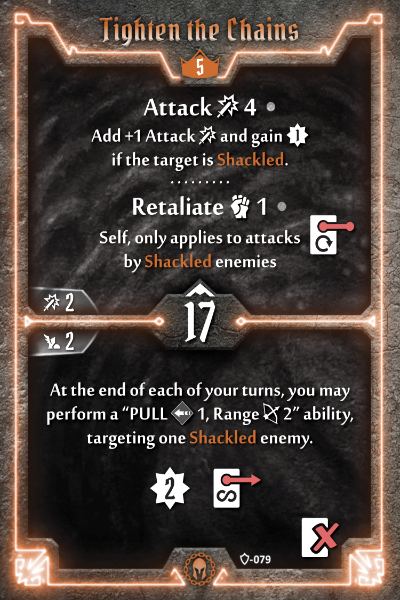 Tighten the Chains
5
Attack 4
Add +1 Attack and gain 1
if the target is Shackled.
Retaliate 1
Self, only applies to attacks
by Shackled enemies
2
17
2
At the end of each of your turns, you may
perform a “PULL 1, Range 2” ability,
targeting one Shackled enemy.
2
-079